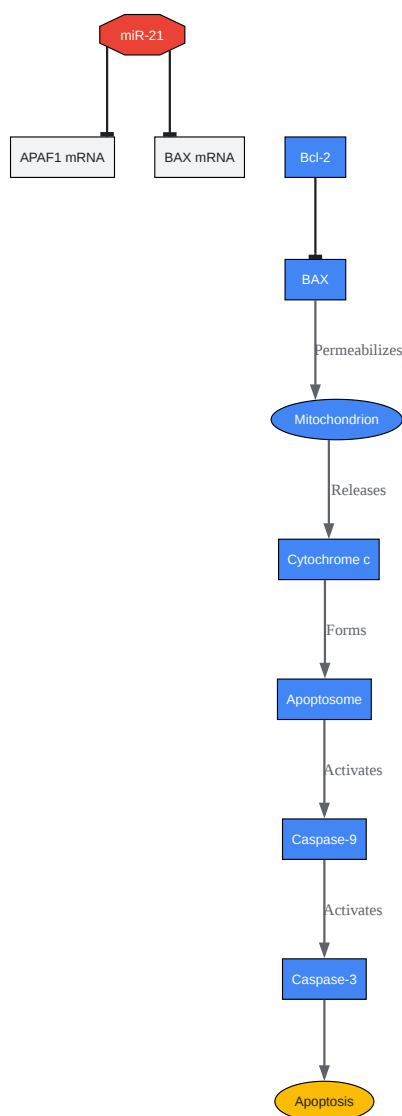 miR-21
APAF1 mRNA
BAX mRNA
Bcl-2
BAX
Permeabilizes
Mitochondrion
Releases
Cytochrome c
Forms
Apoptosome
Activates
Caspase-9
Activates
Caspase-3
Apoptosis